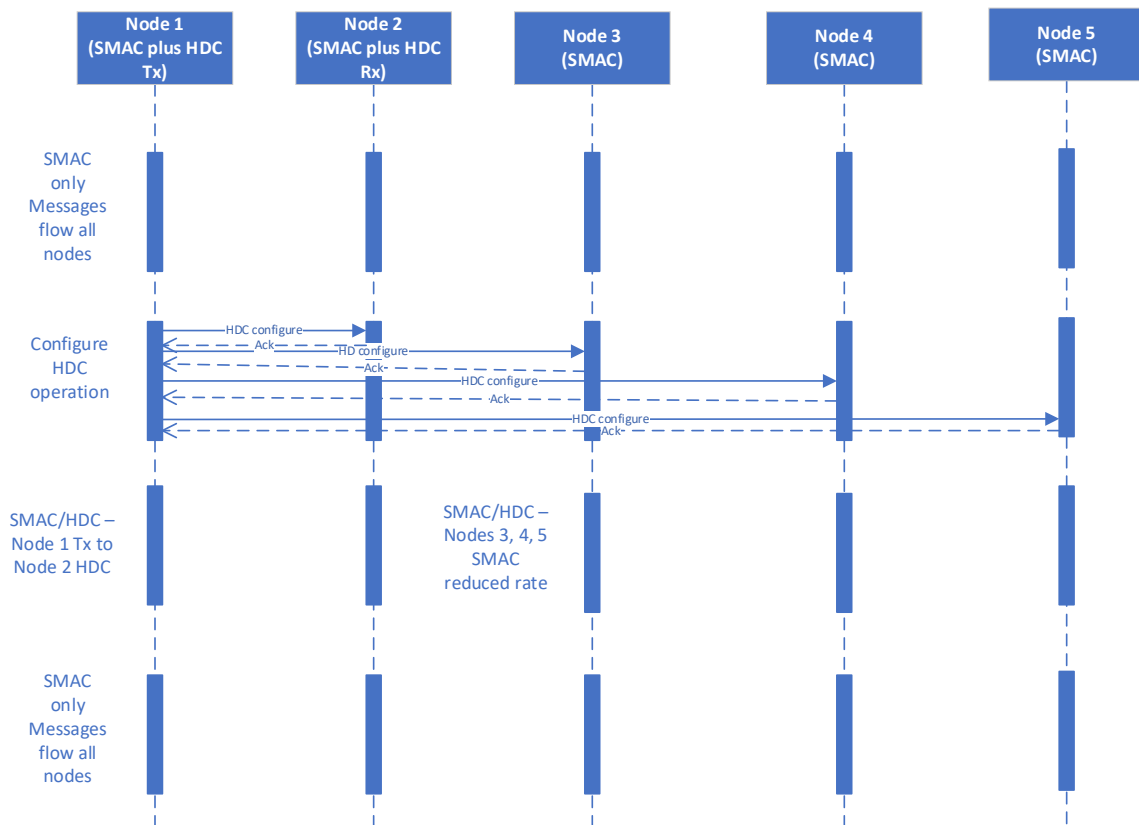 Node 1
(SMAC plus HDC
Tx)
Node 2
(SMAC plus HDC
Rx)
Node 3
(SMAC)
Node 4
(SMAC)
Node 5
(SMAC)
SMAC
only
Messages
flow all
nodes
Configure
HDC
operation
HDC configure
Ack
HD configure
Ack
HDC configure
Ack
HDC configure
Ack
SMAC/HDC –
Node 1 Tx to
Node 2 HDC
SMAC/HDC –
Nodes 3, 4, 5
SMAC
reduced rate
SMAC
only
Messages
flow all
nodes